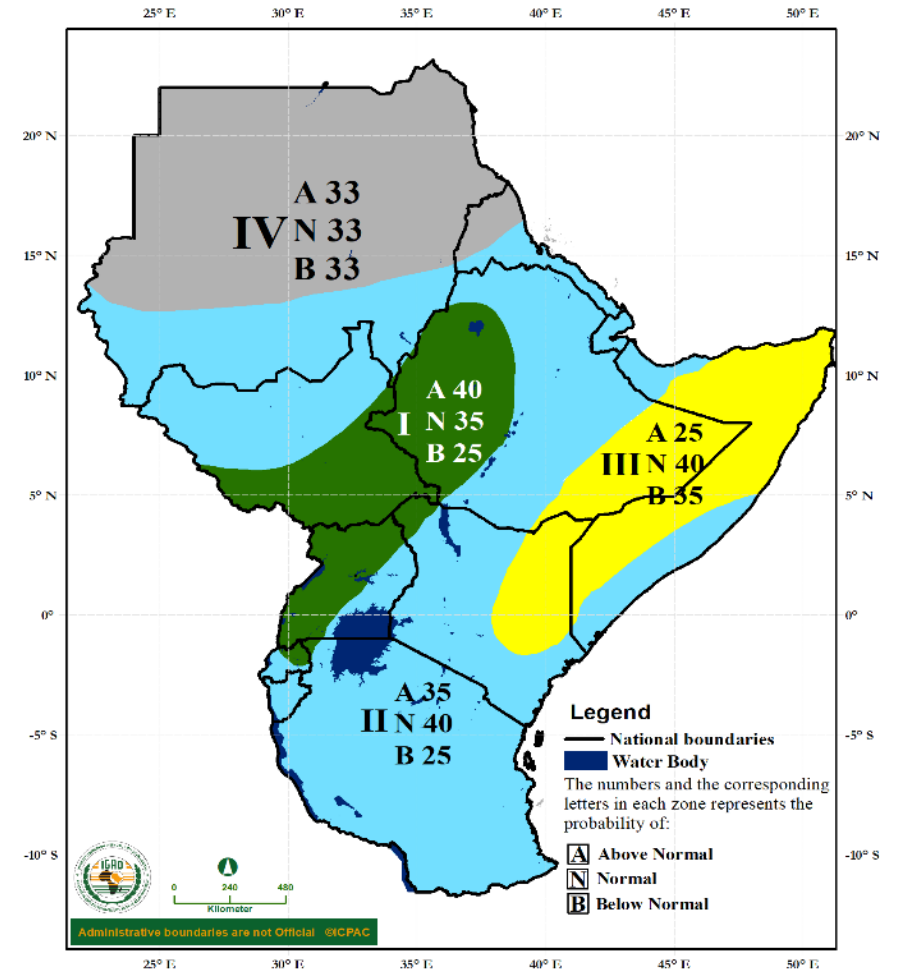 25° E 30° E 35° E 40° E 45° E 50° E
20° N 20° N
A 33
IV N 33
B 33
15° N 15° N
10° N 10° N
A 40
I N 35
B 25
A 25
III N 40
B 35
5° N 5° N
0° 0°
A 35
II N 40
B 25
-5° S -5° S
Legend
National boundaries
Water Body
The numbers and the corresponding
letters in each zone represents the
probability of:
A Above Normal
N Normal
B Below Normal
-10° S -10° S
IGAD
0 240 480
Kilometer
Administrative boundaries are not Official ©ICPAC
25° E 30° E 35° E 40° E 45° E 50° E